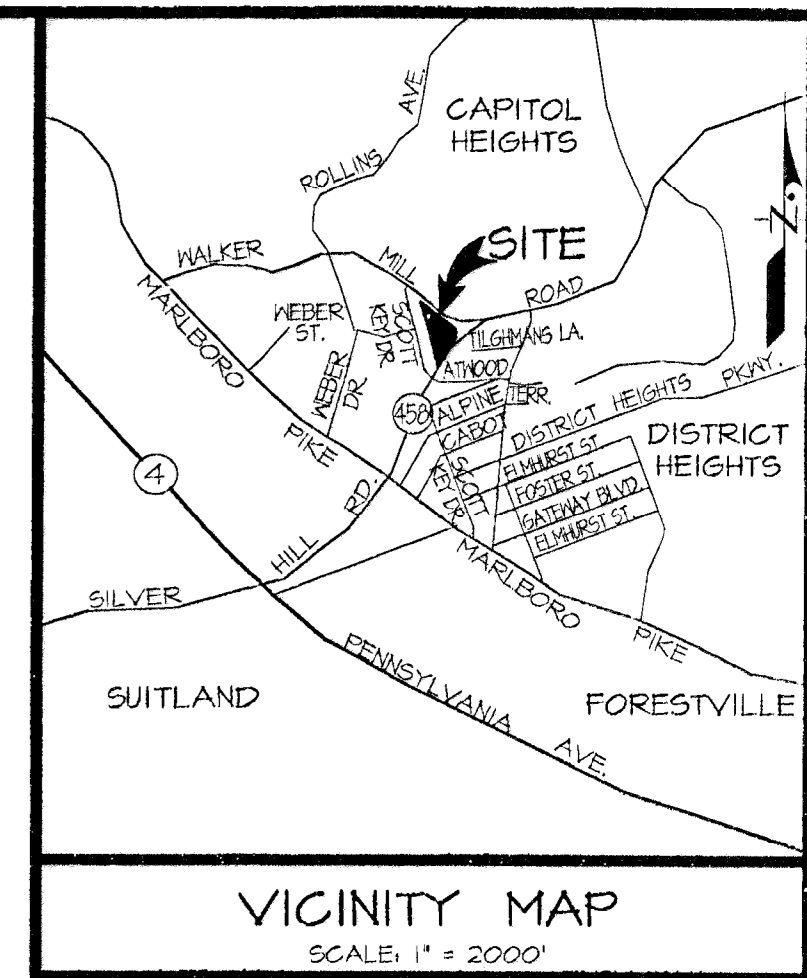 CAPITOL
HEIGHTS
ROLLINS AVE.
N
SITE
WALKER MILL ROAD
MARLBORO PIKE
WEBER
ST.
WEBER
DR
SCOTT
KEY DR.
TILGHMANS LA.
ATWOOD
458
ALPINE TERR.
CABOT
SCOTT
KEY DR.
DISTRICT HEIGHTS PKWY.
DISTRICT
HEIGHTS
ELMHURST ST
FOSTER ST.
GATEWAY BLVD.
ELMHURST ST.
4
SILVER HILL RD.
MARLBORO PIKE
PENNSYLVANIA AVE.
SUITLAND
FORESTVILLE
VICINITY MAP
SCALE: 1" = 2000'